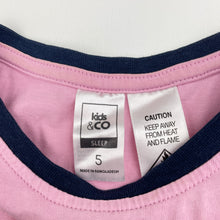 kids
&CO
SLEEP
5
MADE IN BANGLADESH
CAUTION
KEEP AWAY
FROM HEAT
AND FLAME